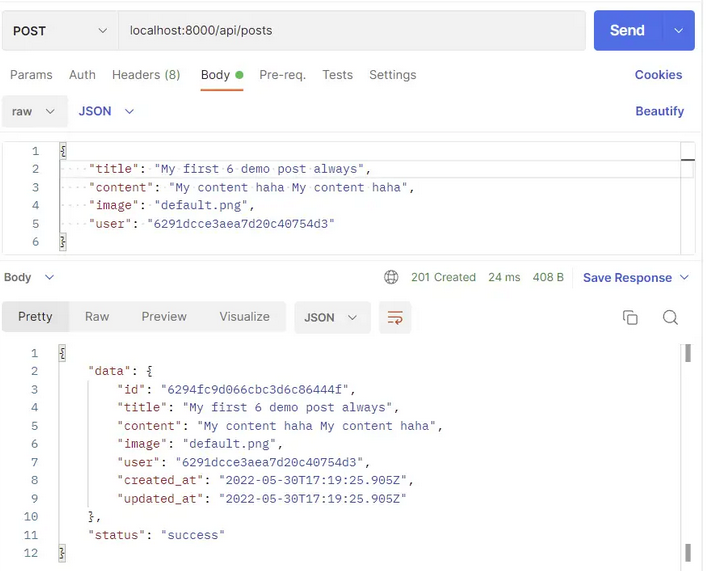 POST localhost:8000/api/posts Send
Params Auth Headers (8) Body Pre-req. Tests Settings Cookies
raw JSON Beautify
1 {
2 "title": "My first 6 demo post always",
3 "content": "My content haha My content haha",
4 "image": "default.png",
5 "user": "6291dcce3aea7d20c40754d3"
6 }
Body 201 Created 24 ms 408 B Save Response
Pretty Raw Preview Visualize JSON
1 {
2 "data": {
3 "id": "6294fc9d066cbc3d6c86444f",
4 "title": "My first 6 demo post always",
5 "content": "My content haha My content haha",
6 "image": "default.png",
7 "user": "6291dcce3aea7d20c40754d3",
8 "created_at": "2022-05-30T17:19:25.905Z",
9 "updated_at": "2022-05-30T17:19:25.905Z"
10 },
11 "status": "success"
12 }